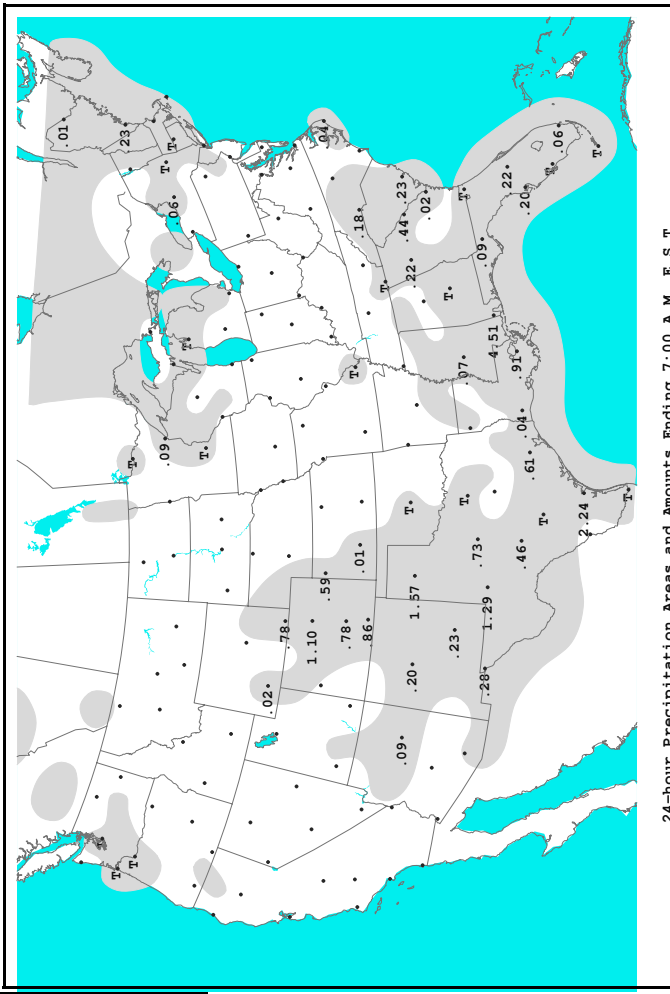 .01
T
T
T
.23
T
.09
T
T
.06
T
T
.02
.78
1.10
.59
.04
.78
T
.01
.18
.86
T
.09
.23
.44
.20
T
.22
1.57
.02
T
.23
.07
T
T
.73
.09
.28
1.29
4.51
.22
.91
.46
.04
.20
.61
T
T
.06
2.24
T
T
24-hour Precipitation Areas and Amounts Ending 7:00 A.M. E.S.T